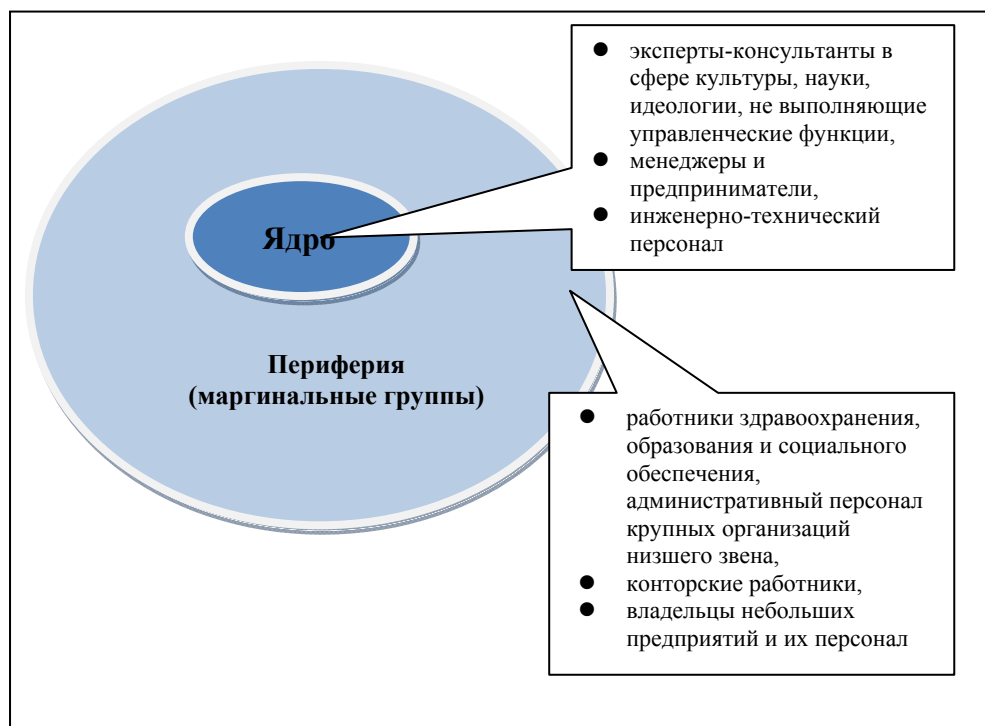 ● эксперты-консультанты в
сфере культуры, науки,
идеологии, не выполняющие
управленческие функции,
● менеджеры и
предприниматели,
● инженерно-технический
персонал
Ядро
Периферия
(маргинальные группы)
● работники здравоохранения,
образования и социального
обеспечения,
административный персонал
крупных организаций
низшего звена,
● конторские работники,
● владельцы небольших
предприятий и их персонал